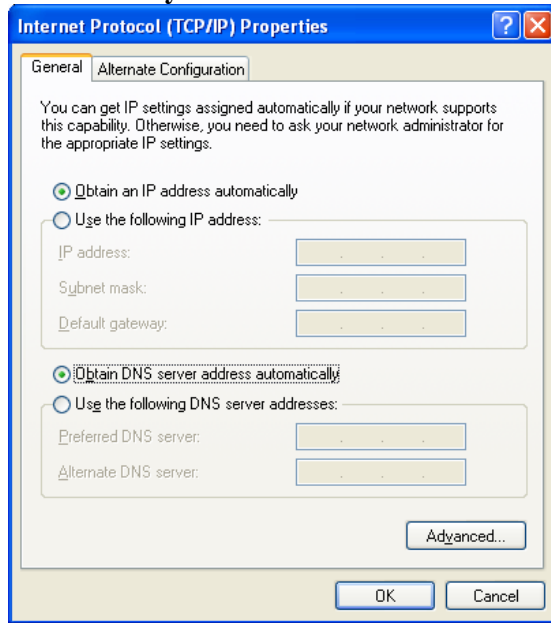 Internet Protocol (TCP/IP) Properties
General Alternate Configuration
You can get IP settings assigned automatically if your network supports
this capability. Otherwise, you need to ask your network administrator for
the appropriate IP settings.
Obtain an IP address automatically
Use the following IP address:
IP address:
Subnet mask:
Default gateway:
Obtain DNS server address automatically
Use the following DNS server addresses:
Preferred DNS server:
Alternate DNS server:
Advanced...
OK Cancel